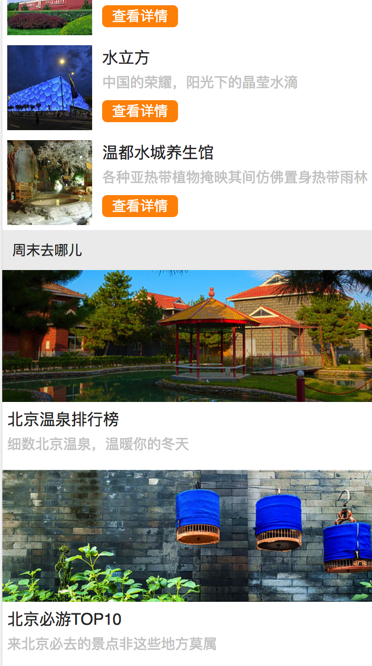 查看详情
水立方
中国的荣耀，阳光下的晶莹水滴
查看详情
温都水城养生馆
各种亚热带植物掩映其间仿佛置身热带雨林
查看详情
周末去哪儿
北京温泉排行榜
细数北京温泉，温暖你的冬天
北京必游TOP10
来北京必去的景点非这些地方莫属